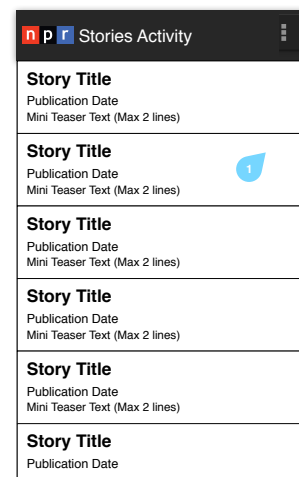 npr Stories Activity
Story Title
Publication Date
Mini Teaser Text (Max 2 lines)
Story Title
Publication Date
Mini Teaser Text (Max 2 lines)
1
Story Title
Publication Date
Mini Teaser Text (Max 2 lines)
Story Title
Publication Date
Mini Teaser Text (Max 2 lines)
Story Title
Publication Date
Mini Teaser Text (Max 2 lines)
Story Title
Publication Date